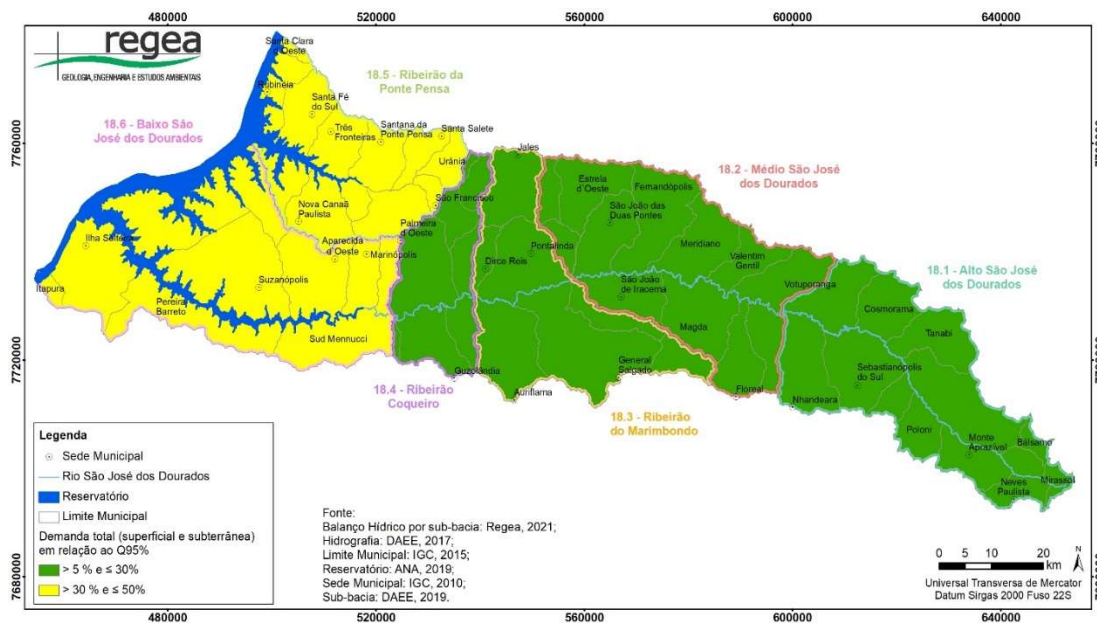 480000 520000 560000 600000 640000
regea
GEOLOGIA, ENGENHARIA E ESTUDOS AMBIENTAIS
Santa Clara
d'Oeste
18.5 - Ribeirão da
Ponte Pensa
Rubinéia
Santa Fé
do Sul
Três
Fronteiras
Santana da
Ponte Pensa
Santa Salete
18.6 - Baixo São
José dos Dourados
7760000
Urânia
Jales
18.2 - Médio São José
dos Dourados
Estrela
d'Oeste
Fernandópolis
São João das
Duas Pontes
São Francisco
Nova Canaã
Paulista
Palmeira
d'Oeste
Meridiano
Valentim
Gentil
Ilha Solteira
Aparecida
d'Oeste
Marinópolis
Dirce Reis
Pontalinda
18.1 - Alto São José
dos Dourados
Itapura
Suzanópolis
São João
de Iracema
Votuporanga
Cosmorama
Pereira
Barreto
Magda
Tanabi
Sud Mennucci
7720000
General
Salgado
Guzolândia
Sebastianópolis
do Sul
18.4 - Ribeirão
Coqueiro
Auriflama
Floreal
Nhandeara
18.3 - Ribeirão
do Marimbondo
Poloni
Monte
Aprazível
Bálsamo
Neves
Paulista
Mirassol
Legenda
Sede Municipal
Rio São José dos Dourados
Reservatório
Limite Municipal
Demanda total (superficial e subterrânea)
em relação ao Q95%
> 5 % e ≤ 30%
> 30 % e ≤ 50%
Fonte:
Balanço Hídrico por sub-bacia: Regea, 2021;
Hidrografia: DAEE, 2017;
Limite Municipal: IGC, 2015;
Reservatório: ANA, 2019;
Sede Municipal: IGC, 2010;
Sub-bacia: DAEE, 2019.
0 5 10 20
km
N
Universal Transversa de Mercator
Datum Sirgas 2000 Fuso 22S
7680000
480000 520000 560000 600000 640000